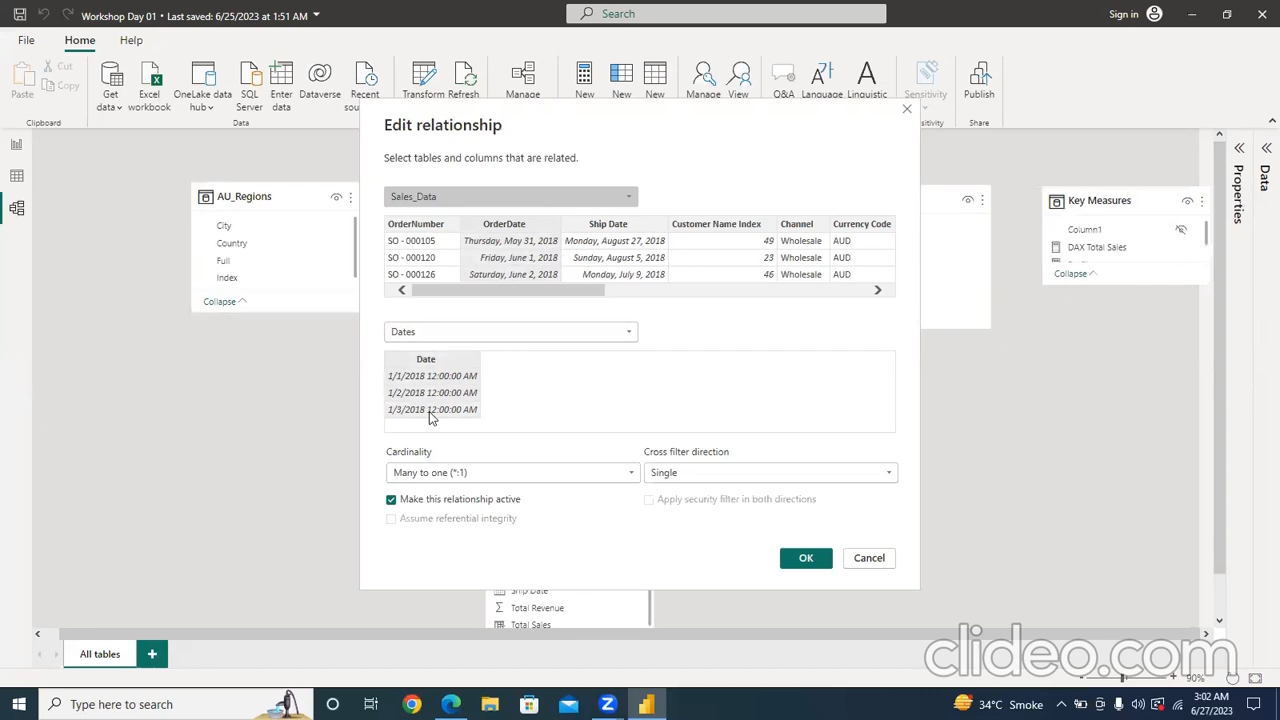 Workshop Day 01 • Last saved: 6/25/2023 at 1:51 AM
Search
Sign in
File
Home
Help
Paste
Cut
Copy
Get data
Excel workbook
OneLake data hub
SQL Server
Enter data
Dataverse
Recent
Transform
Refresh
Manage
New
New
New
Manage
View
Q&A
Language
Linguistic
Sensitivity
Publish
Clipboard
Data
Share
Edit relationship
Select tables and columns that are related.
Sales_Data
OrderNumber OrderDate Ship Date Customer Name Index Channel Currency Code
SO - 000105 Thursday, May 31, 2018 Monday, August 27, 2018 49 Wholesale AUD
SO - 000120 Friday, June 1, 2018 Sunday, August 5, 2018 23 Wholesale AUD
SO - 000126 Saturday, June 2, 2018 Monday, July 9, 2018 46 Wholesale AUD
Dates
Date
1/1/2018 12:00:00 AM
1/2/2018 12:00:00 AM
1/3/2018 12:00:00 AM
Cardinality
Many to one (*:1)
Cross filter direction
Single
Make this relationship active
Apply security filter in both directions
Assume referential integrity
OK
Cancel
AU_Regions
City
Country
Full
Index
Collapse
Key Measures
Column1
DAX Total Sales
Collapse
Properties
Data
Ship Date
Total Revenue
Total Sales
All tables
clideo.com
90%
Type here to search
34°C Smoke
3:02 AM
6/27/2023